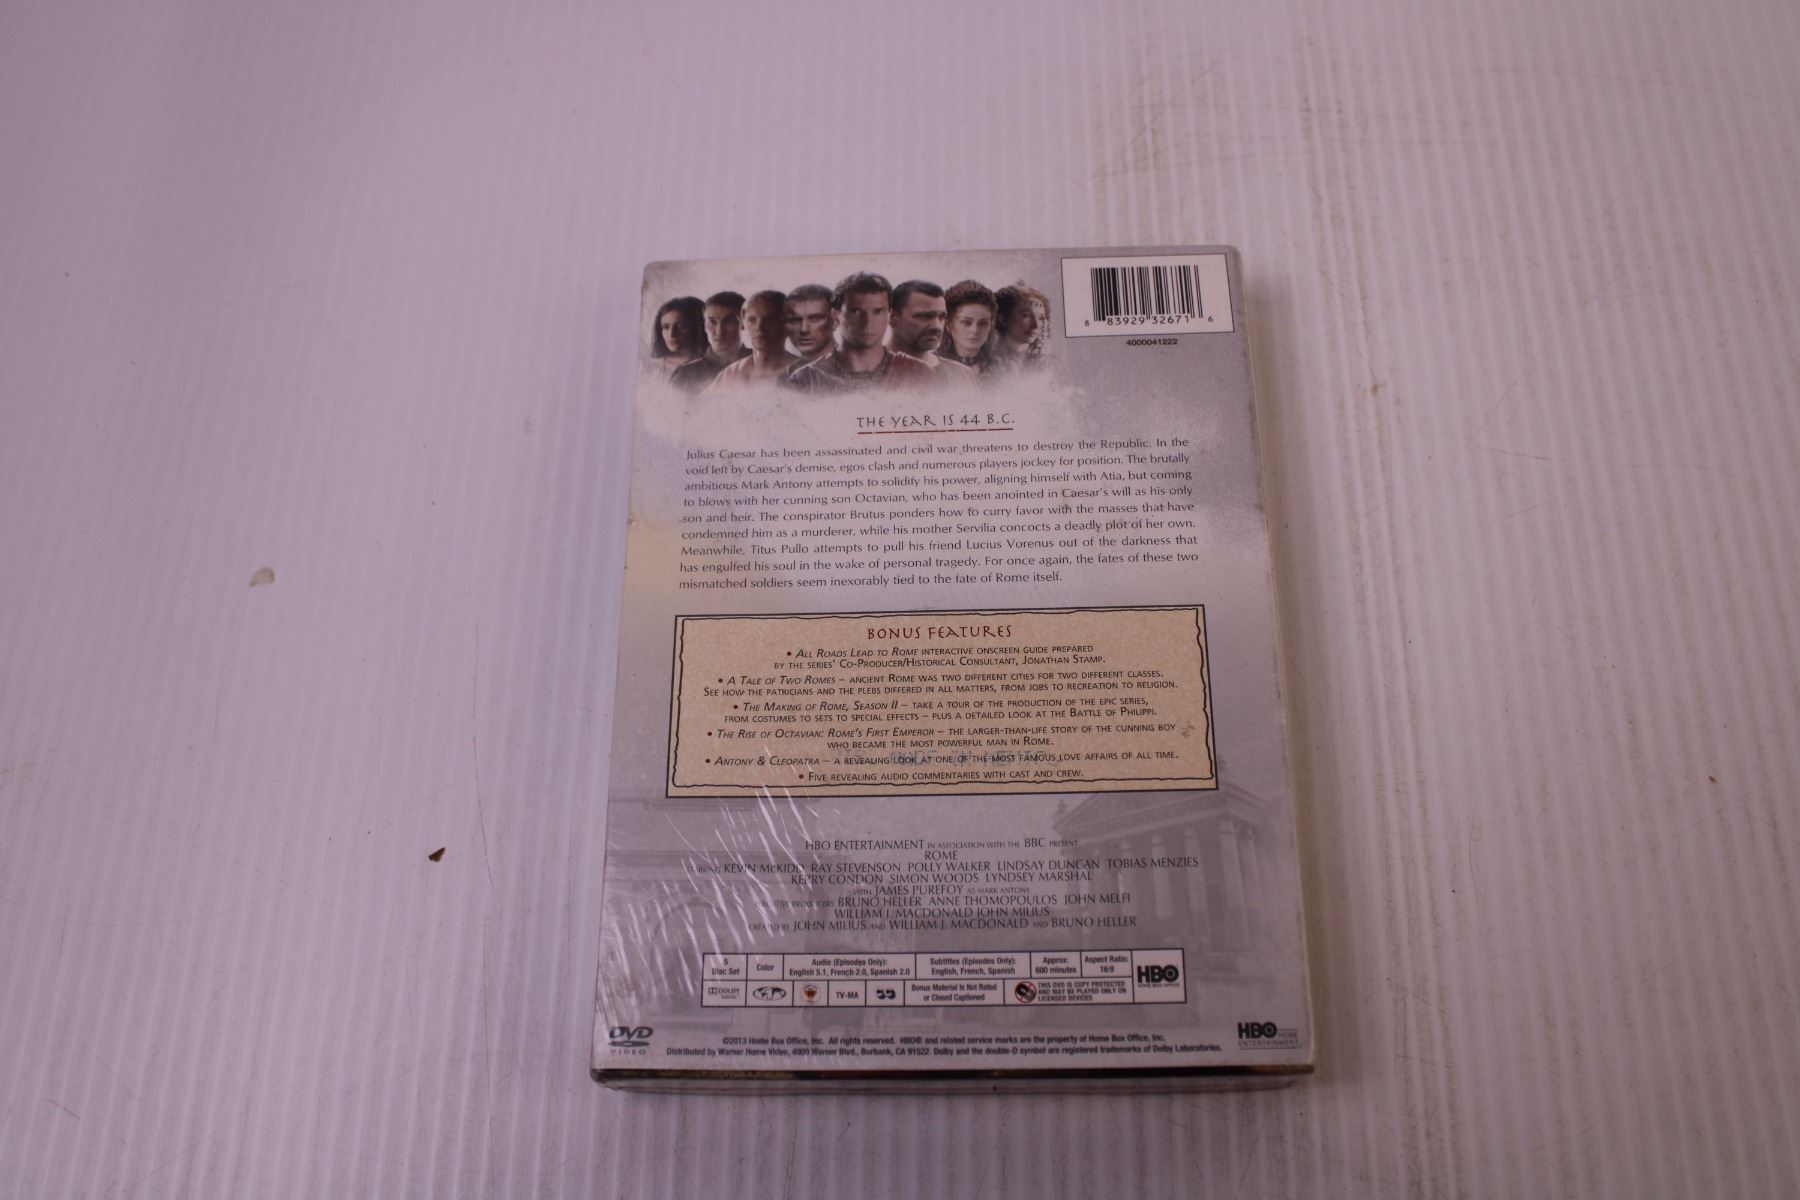 8 83929 32671 6
4000041222
THE YEAR IS 44 B.C.
Julius Caesar has been assassinated and civil war threatens to destroy the Republic. In the
void left by Caesar's demise, egos clash and numerous players jockey for position. The brutally
ambitious Mark Antony attempts to solidify his power, aligning himself with Atia, but coming
to blows with her cunning son Octavian, who has been anointed in Caesar's will as his only
son and heir. The conspirator Brutus ponders how to curry favor with the masses that have
condemned him as a murderer, while his mother Servilia concocts a deadly plot of her own.
Meanwhile, Titus Pullo attempts to pull his friend Lucius Vorenus out of the darkness that
has engulfed his soul in the wake of personal tragedy. For once again, the fates of these two
mismatched soldiers seem inexorably tied to the fate of Rome itself.
BONUS FEATURES
• ALL ROADS LEAD TO ROME INTERACTIVE ONSCREEN GUIDE PREPARED
BY THE SERIES' CO-PRODUCER/HISTORICAL CONSULTANT, JONATHAN STAMP.
• A TALE OF TWO ROMES – ANCIENT ROME WAS TWO DIFFERENT CITIES FOR TWO DIFFERENT CLASSES.
SEE HOW THE PATRICIANS AND THE PLEBS DIFFERED IN ALL MATTERS, FROM JOBS TO RECREATION TO RELIGION.
• THE MAKING OF ROME, SEASON II – TAKE A TOUR OF THE PRODUCTION OF THE EPIC SERIES,
FROM COSTUMES TO SETS TO SPECIAL EFFECTS – PLUS A DETAILED LOOK AT THE BATTLE OF PHILIPPI.
• THE RISE OF OCTAVIAN: ROME'S FIRST EMPEROR – THE LARGER-THAN-LIFE STORY OF THE CUNNING BOY
WHO BECAME THE MOST POWERFUL MAN IN ROME.
• ANTONY & CLEOPATRA – A REVEALING LOOK AT ONE OF THE MOST FAMOUS LOVE AFFAIRS OF ALL TIME.
• FIVE REVEALING AUDIO COMMENTARIES WITH CAST AND CREW.
HBO ENTERTAINMENT IN ASSOCIATION WITH THE BBC PRESENT
ROME
STARRING KEVIN McKIDD RAY STEVENSON POLLY WALKER LINDSAY DUNCAN TOBIAS MENZIES
KERRY CONDON SIMON WOODS LYNDSEY MARSHAL
WITH JAMES PUREFOY AS MARK ANTONY
EXECUTIVE PRODUCERS BRUNO HELLER ANNE THOMOPOULOS JOHN MELFI
WILLIAM J. MACDONALD JOHN MILIUS
CREATED BY JOHN MILIUS AND WILLIAM J. MACDONALD AND BRUNO HELLER
5 Disc Set
Color
Audio (Episodes Only):
English 5.1, French 2.0, Spanish 2.0
Subtitles (Episodes Only):
English, French, Spanish
Approx:
600 minutes
Aspect Ratio:
16:9
HBO
HOME BOX OFFICE
DOLBY
DIGITAL
TV-MA
Bonus Material Is Not Rated
or Closed Captioned
THIS DVD IS COPY PROTECTED
AND MAY BE PLAYED ONLY ON
LICENSED DEVICES
DVD
VIDEO
©2013 Home Box Office, Inc. All rights reserved. HBO® and related service marks are the property of Home Box Office, Inc.
Distributed by Warner Home Video, 4000 Warner Blvd., Burbank, CA 91522. Dolby and the double-D symbol are registered trademarks of Dolby Laboratories.
HBO HOME
ENTERTAINMENT